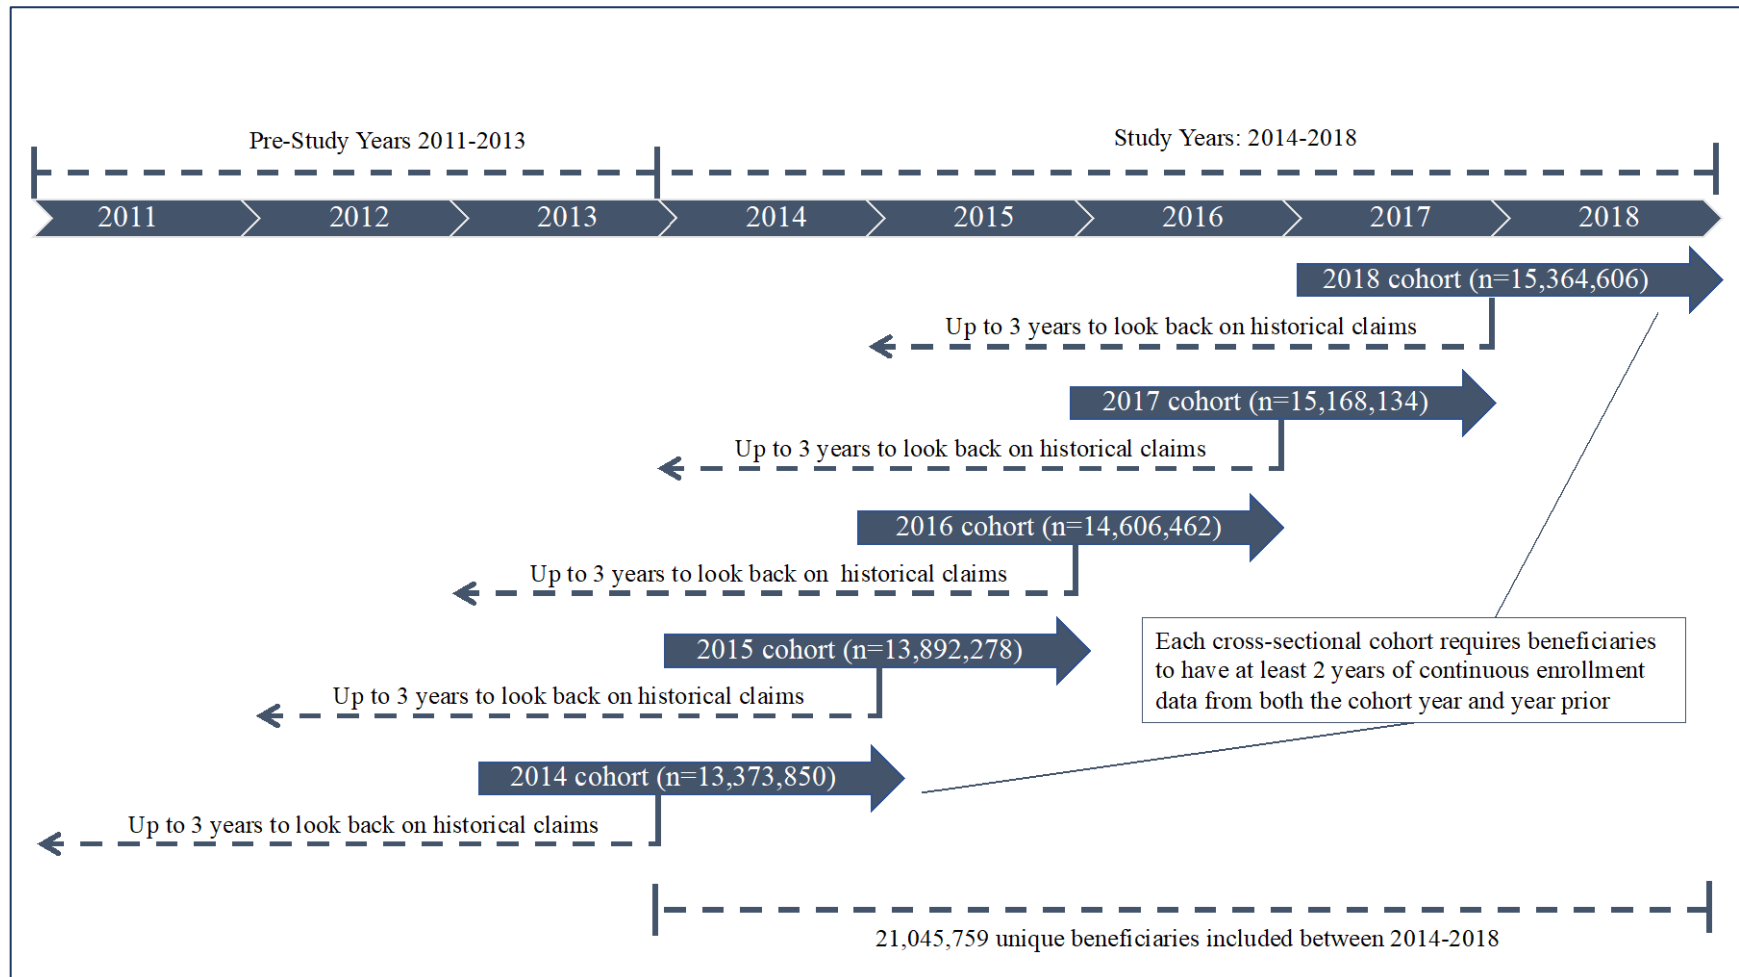 Pre-Study Years 2011-2013
Study Years: 2014-2018
2011
2012
2013
2014
2015
2016
2017
2018
2018 cohort (n=15,364,606)
Up to 3 years to look back on historical claims
2017 cohort (n=15,168,134)
Up to 3 years to look back on historical claims
2016 cohort (n=14,606,462)
Up to 3 years to look back on historical claims
2015 cohort (n=13,892,278)
Up to 3 years to look back on historical claims
Each cross-sectional cohort requires beneficiaries
to have at least 2 years of continuous enrollment
data from both the cohort year and year prior
2014 cohort (n=13,373,850)
Up to 3 years to look back on historical claims
21,045,759 unique beneficiaries included between 2014-2018